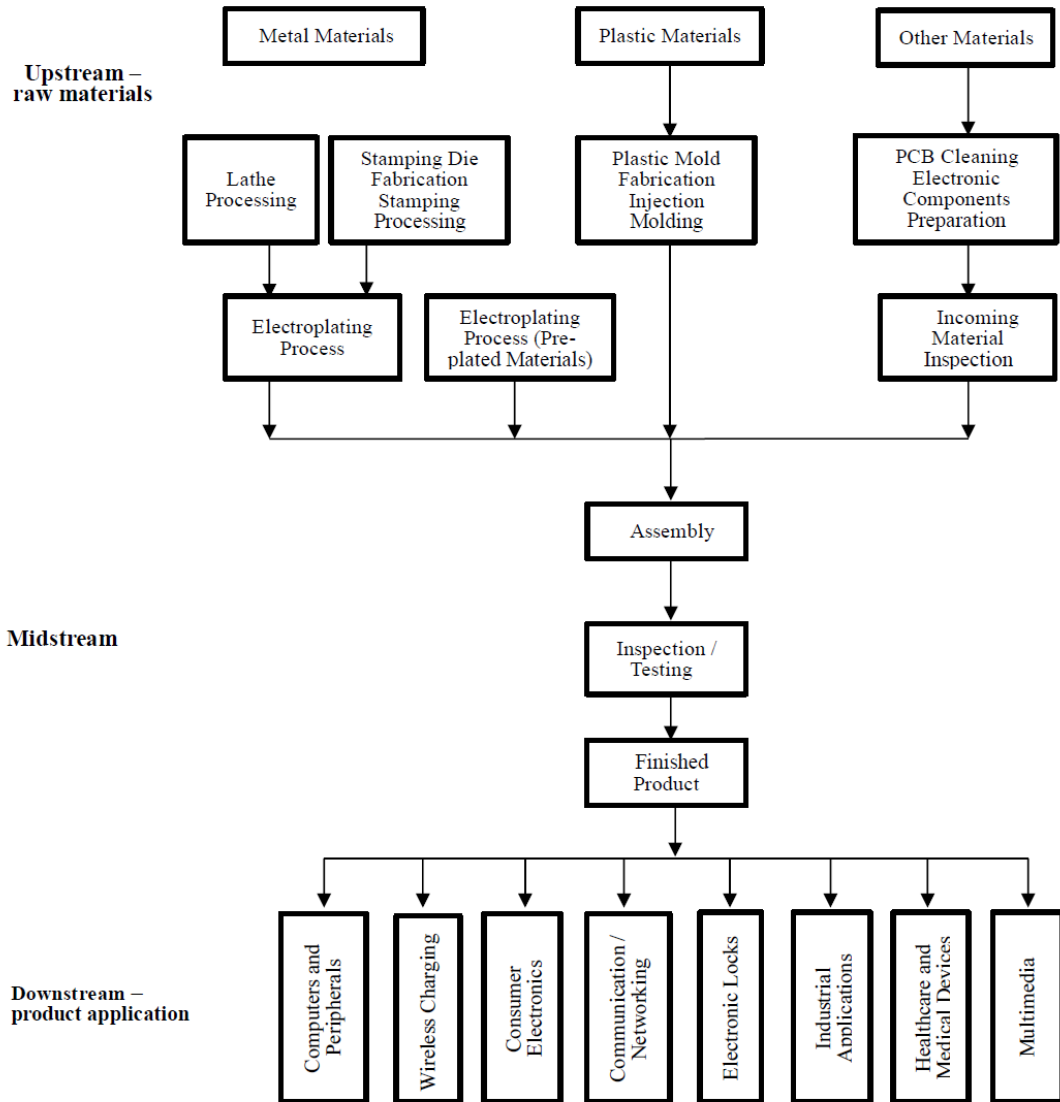 Metal Materials
Plastic Materials
Other Materials
Upstream –
raw materials
Lathe
Processing
Stamping Die
Fabrication
Stamping
Processing
Plastic Mold
Fabrication
Injection
Molding
PCB Cleaning
Electronic
Components
Preparation
Electroplating
Process
Electroplating
Process (Pre-
plated Materials)
Incoming
Material
Inspection
Assembly
Midstream
Inspection /
Testing
Finished
Product
Downstream –
product application
Computers and
Peripherals
Wireless Charging
Consumer
Electronics
Communication /
Networking
Electronic Locks
Industrial
Applications
Healthcare and
Medical Devices
Multimedia